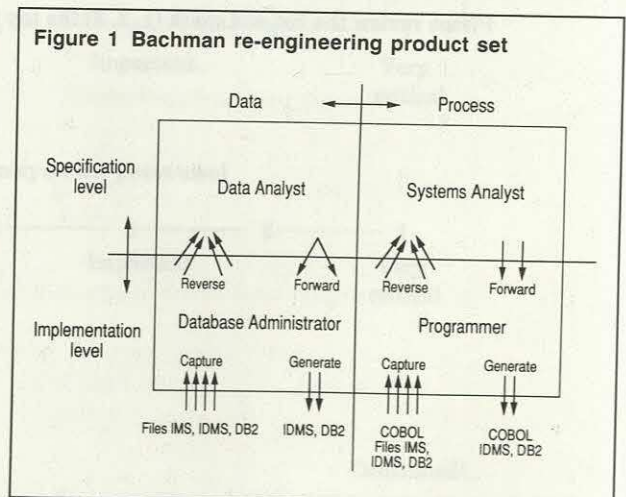 Figure 1 Bachman re-engineering product set
Data
Process
Specification
level
Data Analyst
Systems Analyst
Reverse
Forward
Reverse
Forward
Implementation
level
Database Administrator
Programmer
Capture
Generate
Capture
Generate
Files IMS, IDMS, DB2
IDMS, DB2
COBOL
Files IMS,
IDMS, DB2
COBOL
IDMS, DB2